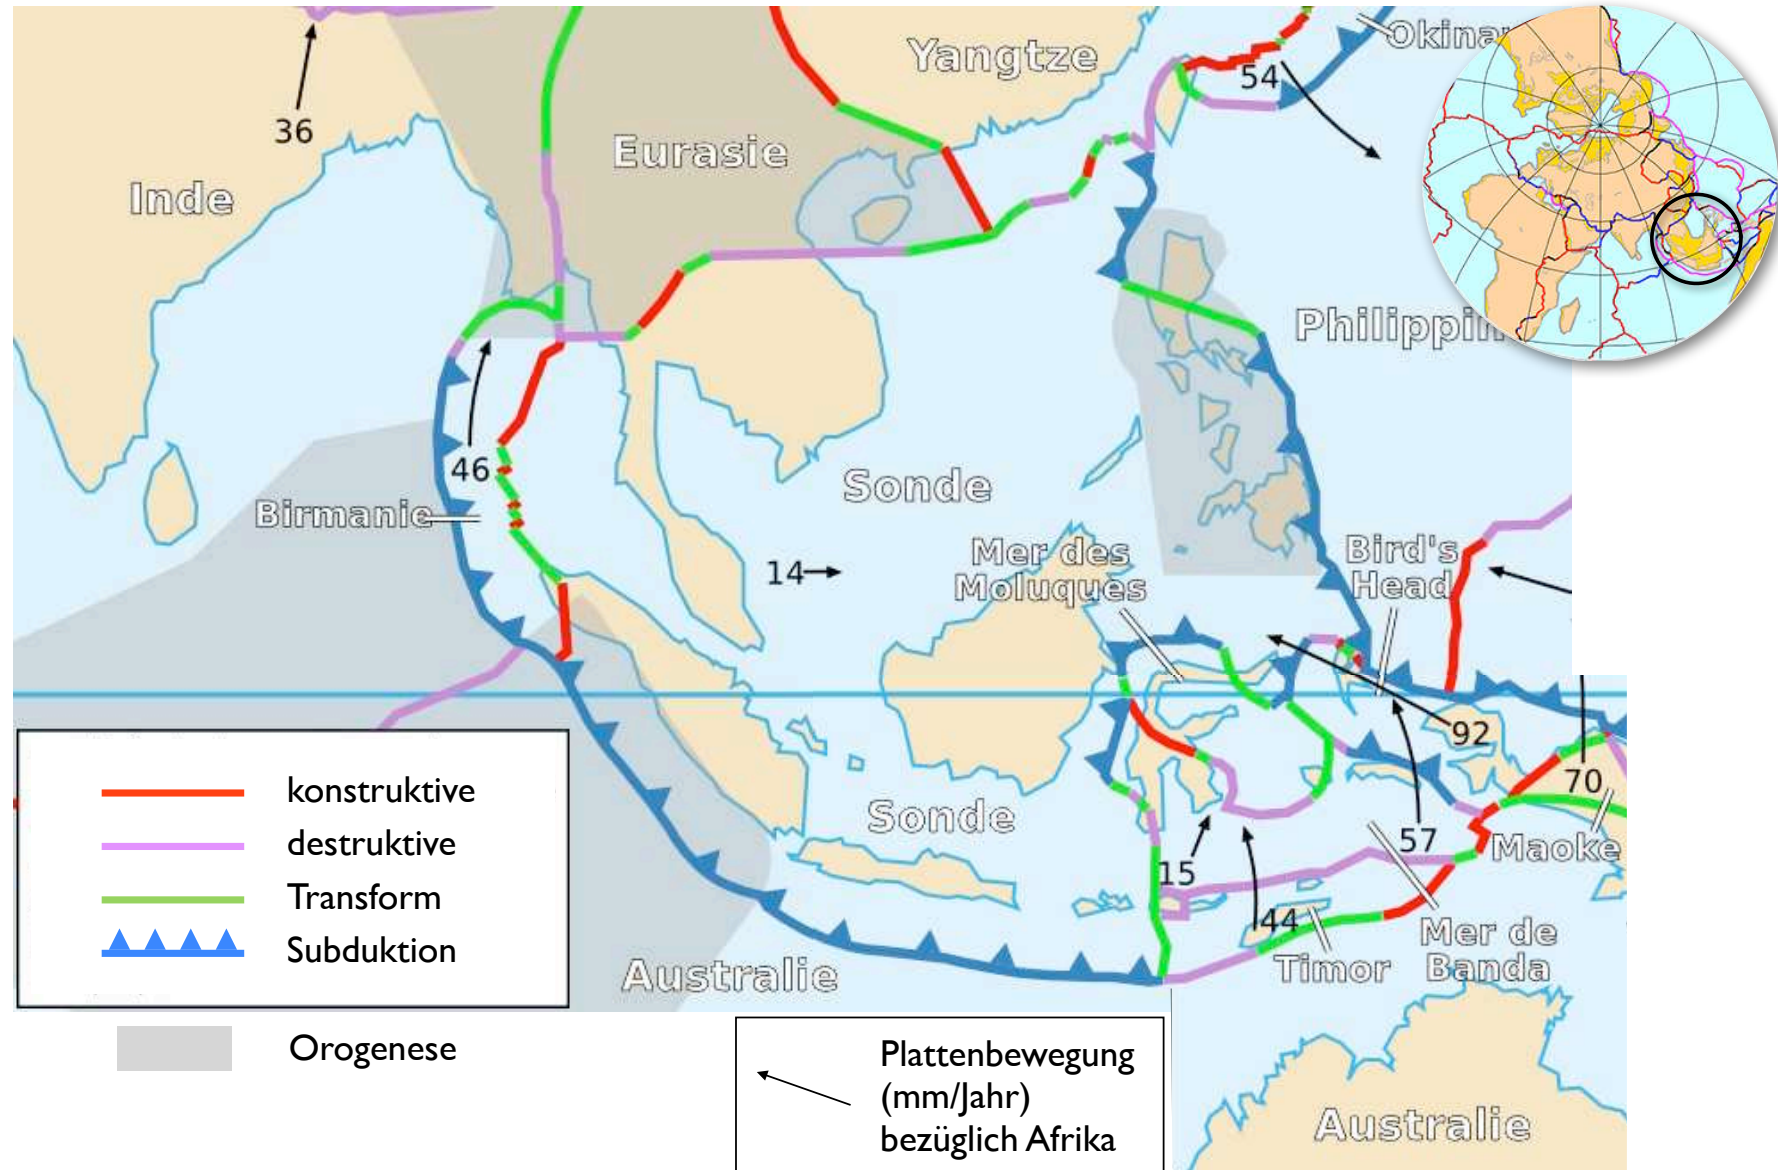 Yangtze
Okinaw
54
36
Eurasie
Inde
Philippin
46
Sonde
Birmanie
Mer des
Moluques
Bird's
Head
14
92
70
57
Maoke
15
Sonde
44
Mer de
Banda
Timor
Australie
Australie
konstruktive
destruktive
Transform
Subduktion
Orogenese
Plattenbewegung
(mm/Jahr)
bezüglich Afrika